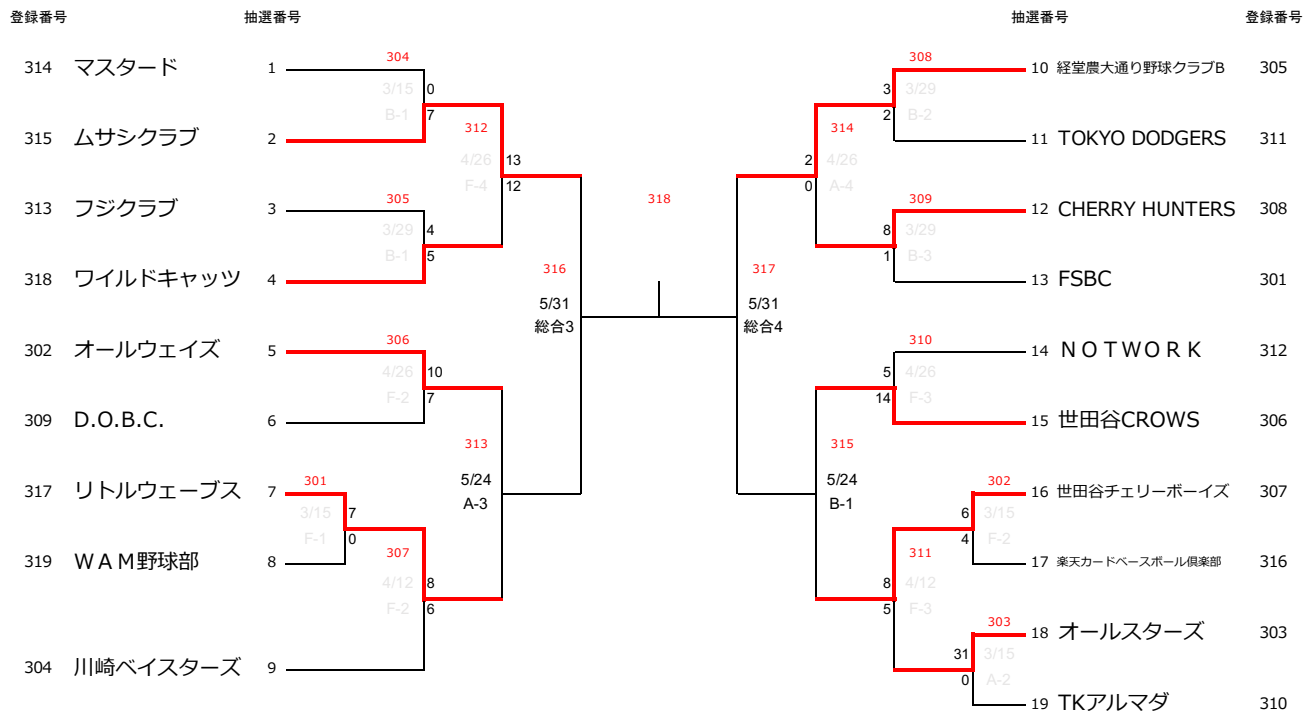 登録番号 抽選番号 抽選番号 登録番号
314 マスタード 1 304 308 10 経堂農大通り野球クラブB 305
3/15 0 3 3/29
B-1 7 2 B-2
315 ムサシクラブ 2 312 314 11 TOKYO DODGERS 311
4/26 13 2 4/26
F-4 12 0 A-4
313 フジクラブ 3 305 318 309 12 CHERRY HUNTERS 308
3/29 4 8 3/29
B-1 5 1 B-3
318 ワイルドキャッツ 4 316 317 13 FSBC 301
5/31 5/31
総合3 総合4
302 オールウェイズ 5 306 310 14 ＮＯＴＷＯＲＫ 312
4/26 10 5 4/26
F-2 7 14 F-3
309 D.O.B.C. 6 313 315 15 世田谷CROWS 306
5/24 5/24
A-3 B-1
317 リトルウェーブス 7 301 302 16 世田谷チェリーボーイズ 307
3/15 7 6 3/15
F-1 0 4 F-2
319 ＷＡＭ野球部 8 307 311 17 楽天カードベースボール倶楽部 316
4/12 8 8 4/12
F-2 6 5 F-3
303 18 オールスターズ 303
304 川崎ベイスターズ 9 31 3/15
0 A-2
19 TKアルマダ 310